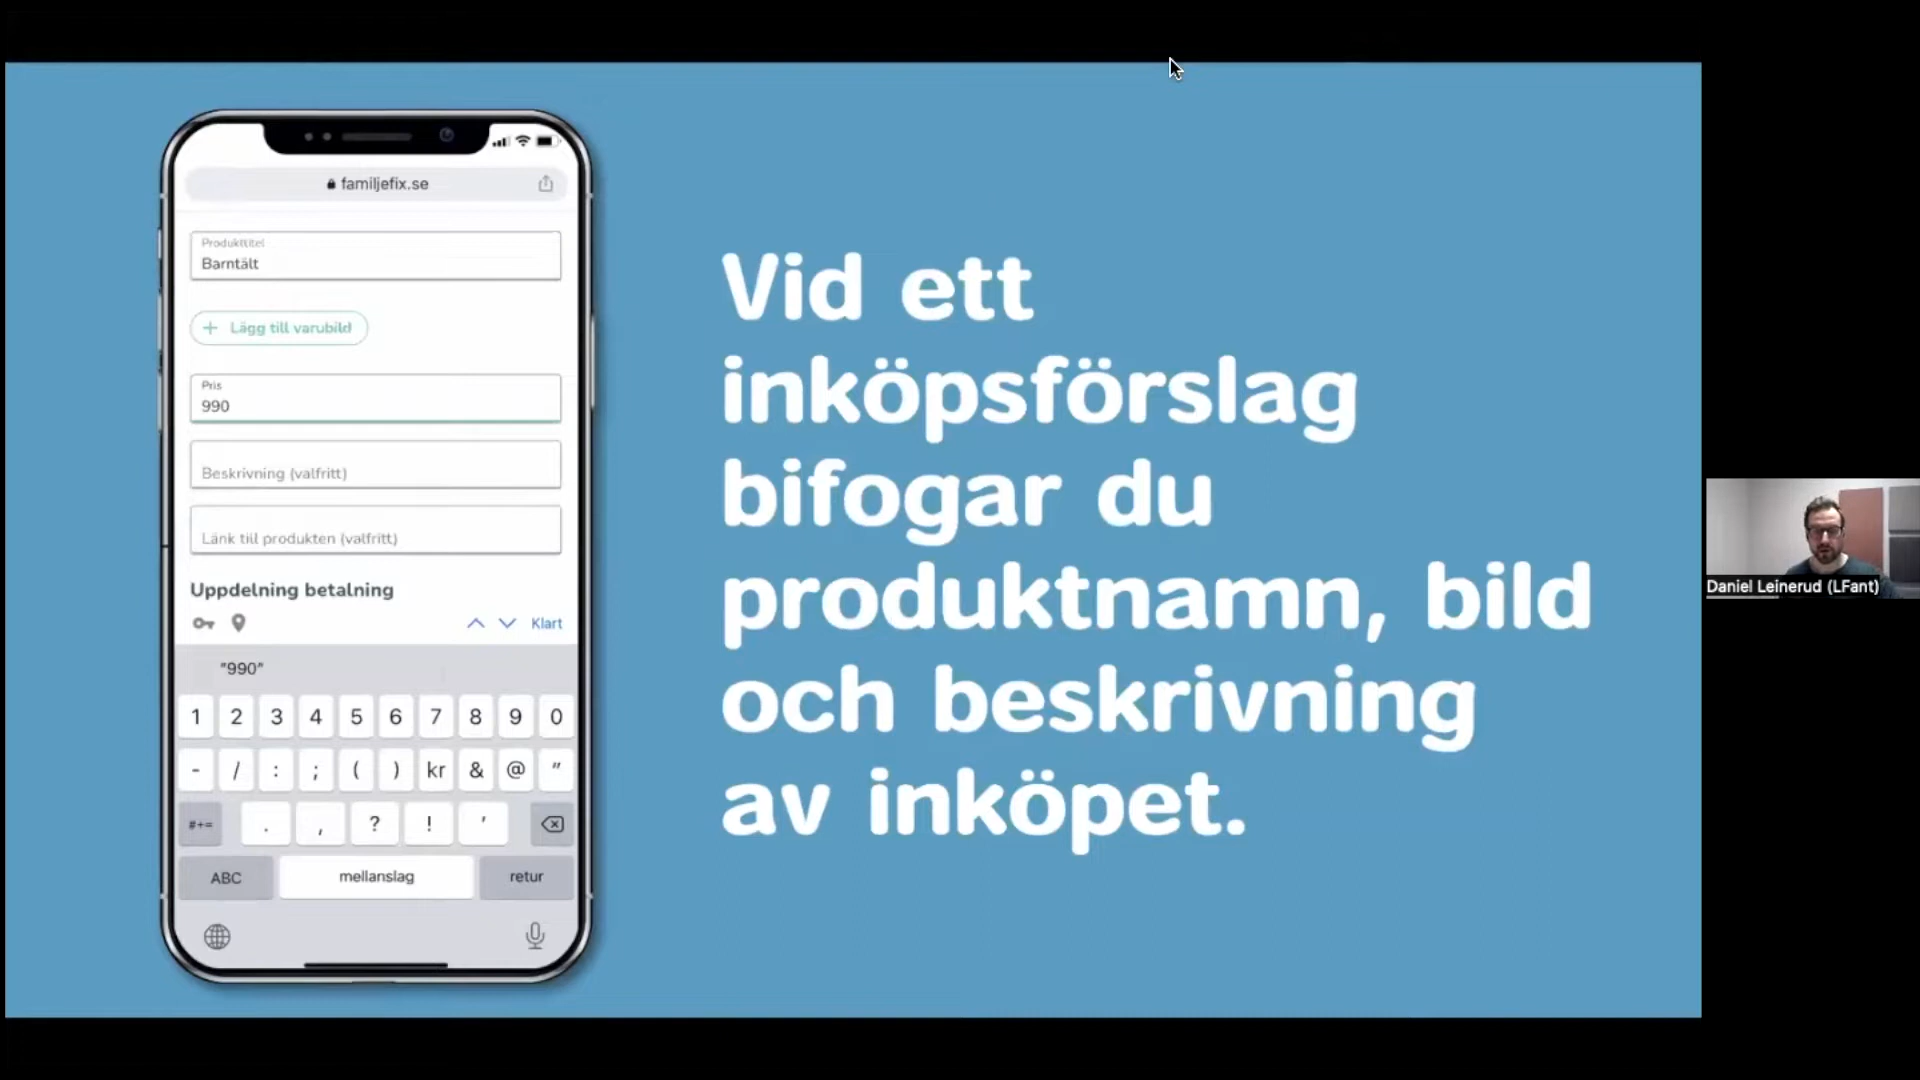 familjefix.se
Produkttitel
Barntält
+ Lägg till varubild
Pris
990
Beskrivning (valfritt)
Länk till produkten (valfritt)
Uppdelning betalning
Klart
"990"
1 2 3 4 5 6 7 8 9 0
- / : ; ( ) kr & @ "
#+= . , ? ! '
ABC mellanslag retur
Vid ett
inköpsförslag
bifogar du
produktnamn, bild
och beskrivning
av inköpet.
Daniel Leinerud (LFant)